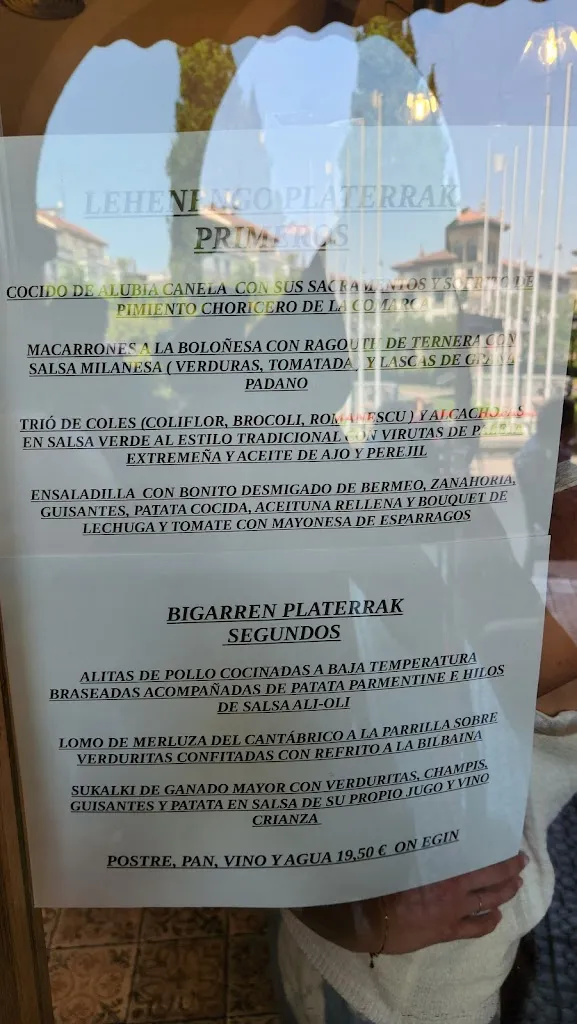 LEHENENGO PLATERRAK
PRIMEROS
COCIDO DE ALUBIA CANELA CON SUS SACRAMENTOS Y SOFRITO DE
PIMIENTO CHORICERO DE LA COMARCA
MACARRONES A LA BOLOÑESA CON RAGOUTH DE TERNERA CON
SALSA MILANESA ( VERDURAS, TOMATADA ) Y LASCAS DE GRANA
PADANO
TRIÓ DE COLES (COLIFLOR, BROCOLI, ROMANESCU ) Y ALCACHOFAS
EN SALSA VERDE AL ESTILO TRADICIONAL CON VIRUTAS DE
EXTREMEÑA Y ACEITE DE AJO Y PEREJIL
ENSALADILLA CON BONITO DESMIGADO DE BERMEO, ZANAHORIA,
GUISANTES, PATATA COCIDA, ACEITUNA RELLENA Y BOUQUET DE
LECHUGA Y TOMATE CON MAYONESA DE ESPARRAGOS
BIGARREN PLATERRAK
SEGUNDOS
ALITAS DE POLLO COCINADAS A BAJA TEMPERATURA
BRASEADAS ACOMPAÑADAS DE PATATA PARMENTINE E HILOS
DE SALSA ALI-OLI
LOMO DE MERLUZA DEL CANTÁBRICO A LA PARRILLA SOBRE
VERDURITAS CONFITADAS CON REFRITO A LA BILBAINA
SUKALKI DE GANADO MAYOR CON VERDURITAS, CHAMPIS,
GUISANTES Y PATATA EN SALSA DE SU PROPIO JUGO Y VINO
CRIANZA
POSTRE, PAN, VINO Y AGUA 19,50 € ON EGIN